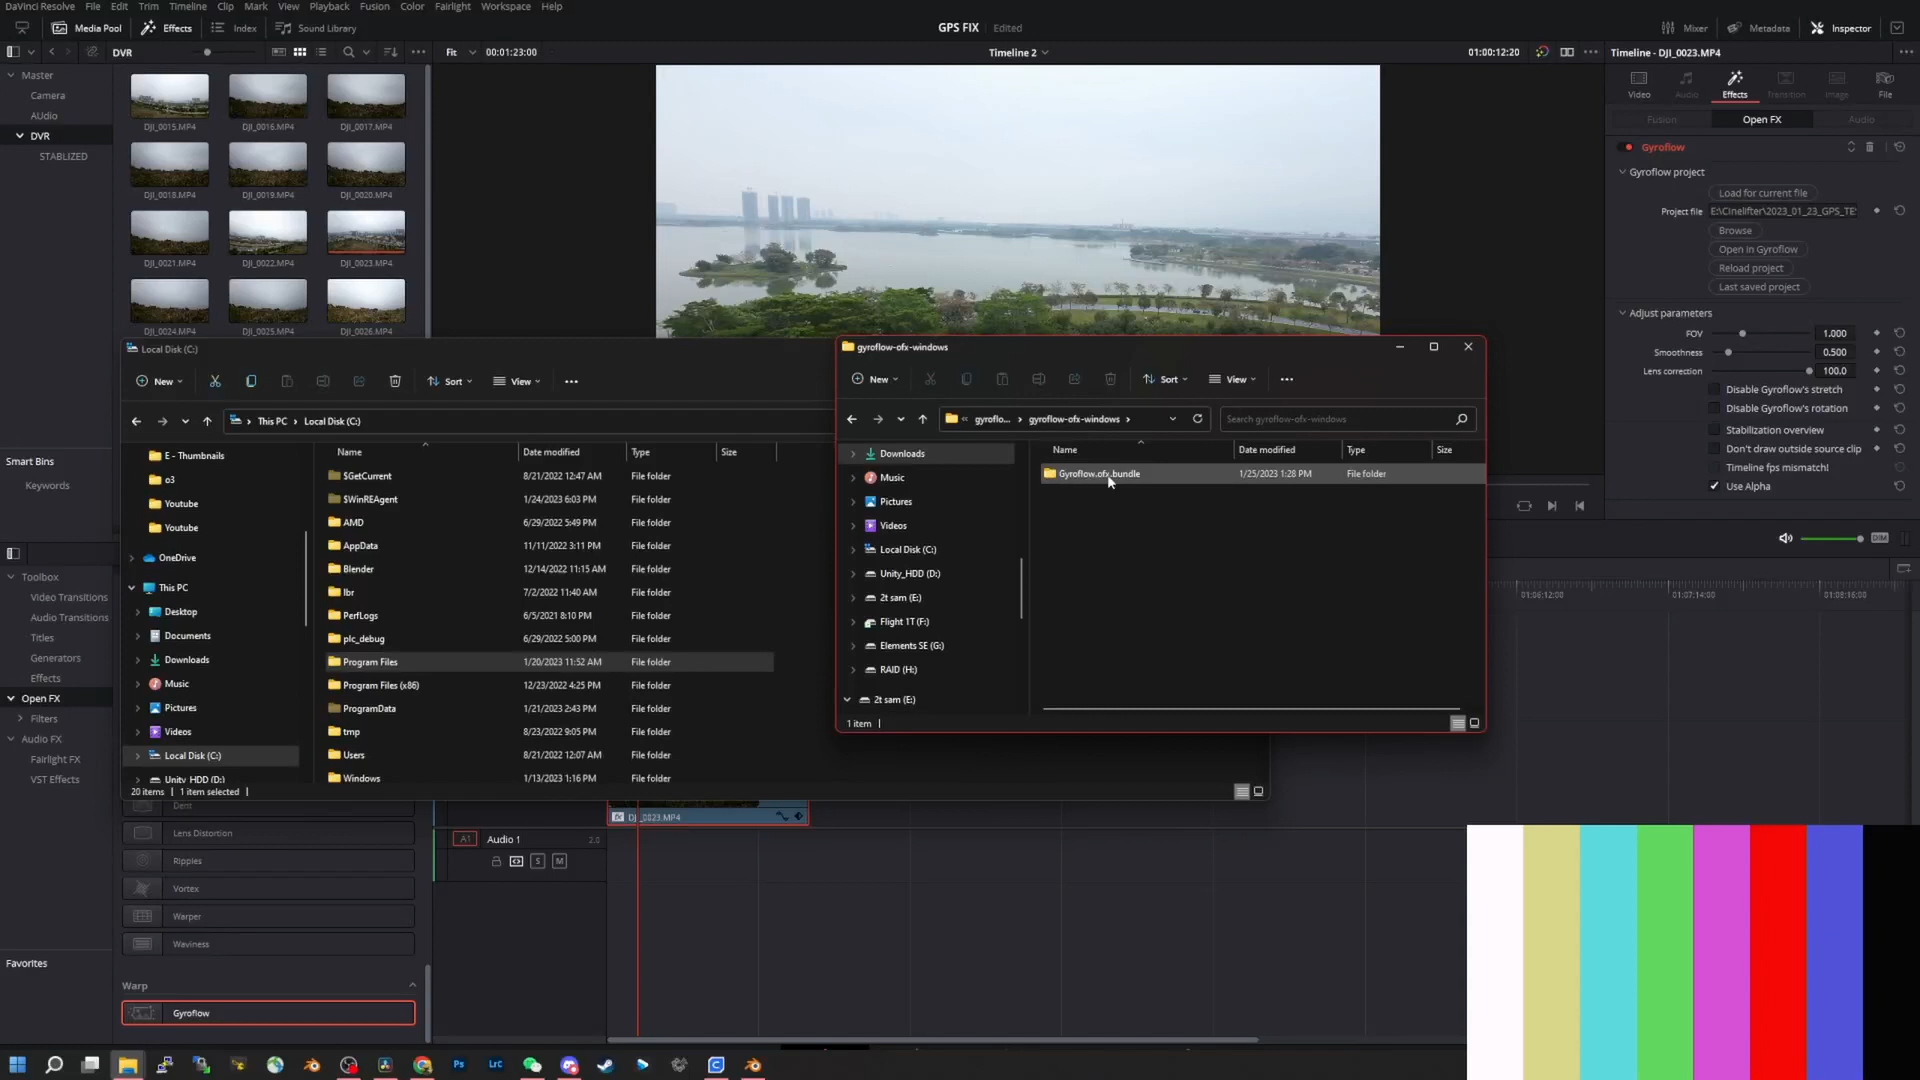 DaVinci Resolve File Edit Trim Timeline Clip Mark View Playback Fusion Color Fairlight Workspace Help
Media Pool Effects Index Sound Library GPS FIX Edited Mixer Metadata Inspector
DVR Fit 00:01:23:00 Timeline 2 01:00:12:20 Timeline - DJI_0023.MP4
Master
Camera
AUdio
DVR
STABLIZED
DJI_0015.MP4 DJI_0016.MP4 DJI_0017.MP4
DJI_0018.MP4 DJI_0019.MP4 DJI_0020.MP4
DJI_0021.MP4 DJI_0022.MP4 DJI_0023.MP4
DJI_0024.MP4 DJI_0025.MP4 DJI_0026.MP4
Video Audio Effects Transition Image File
Fusion Open FX Audio
Gyroflow
Gyroflow project
Load for current file
Project file E:\Cinelifter\2023_01_23_GPS_TE
Browse
Open in Gyroflow
Reload project
Last saved project
Adjust parameters
FOV 1.000
Smoothness 0.500
Lens correction 100.0
Disable Gyroflow's stretch
Disable Gyroflow's rotation
Stabilization overview
Don't draw outside source clip
Timeline fps mismatch!
Use Alpha
Smart Bins
Keywords
Local Disk (C:)
New Sort View
This PC Local Disk (C:)
Name Date modified Type Size
E - Thumbnails
o3
Youtube
Youtube
OneDrive
This PC
Desktop
Documents
Downloads
Music
Pictures
Videos
Local Disk (C:)
Unity_HDD (D:)
$GetCurrent 8/21/2022 12:47 AM File folder
$WinREAgent 1/24/2023 6:03 PM File folder
AMD 6/29/2022 5:49 PM File folder
AppData 11/11/2022 3:11 PM File folder
Blender 12/14/2022 11:15 AM File folder
lbr 7/2/2022 11:40 AM File folder
PerfLogs 6/5/2021 8:10 PM File folder
plc_debug 6/29/2022 5:00 PM File folder
Program Files 1/20/2023 11:52 AM File folder
Program Files (x86) 12/23/2022 4:25 PM File folder
ProgramData 1/21/2023 2:43 PM File folder
tmp 8/23/2022 9:05 PM File folder
Users 8/21/2022 12:07 AM File folder
Windows 1/13/2023 1:16 PM File folder
20 items 1 item selected
gyroflow-ofx-windows
New Sort View
gyroflo... gyroflow-ofx-windows Search gyroflow-ofx-windows
Name Date modified Type Size
Downloads
Music
Pictures
Videos
Local Disk (C:)
Unity_HDD (D:)
2t sam (E:)
Flight 1T (F:)
Elements SE (G:)
RAID (H:)
2t sam (E:)
Gyroflow.ofx.bundle 1/25/2023 1:28 PM File folder
1 item
DIM
01:06:12:00 01:07:14:00 01:08:16:00
Toolbox
Video Transitions
Audio Transitions
Titles
Generators
Effects
Open FX
Filters
Audio FX
Fairlight FX
VST Effects
Favorites
Dent
Lens Distortion
Ripples
Vortex
Warper
Waviness
Warp
Gyroflow
DJI_0023.MP4
A1 Audio 1 2.0
S M
Ps LrC